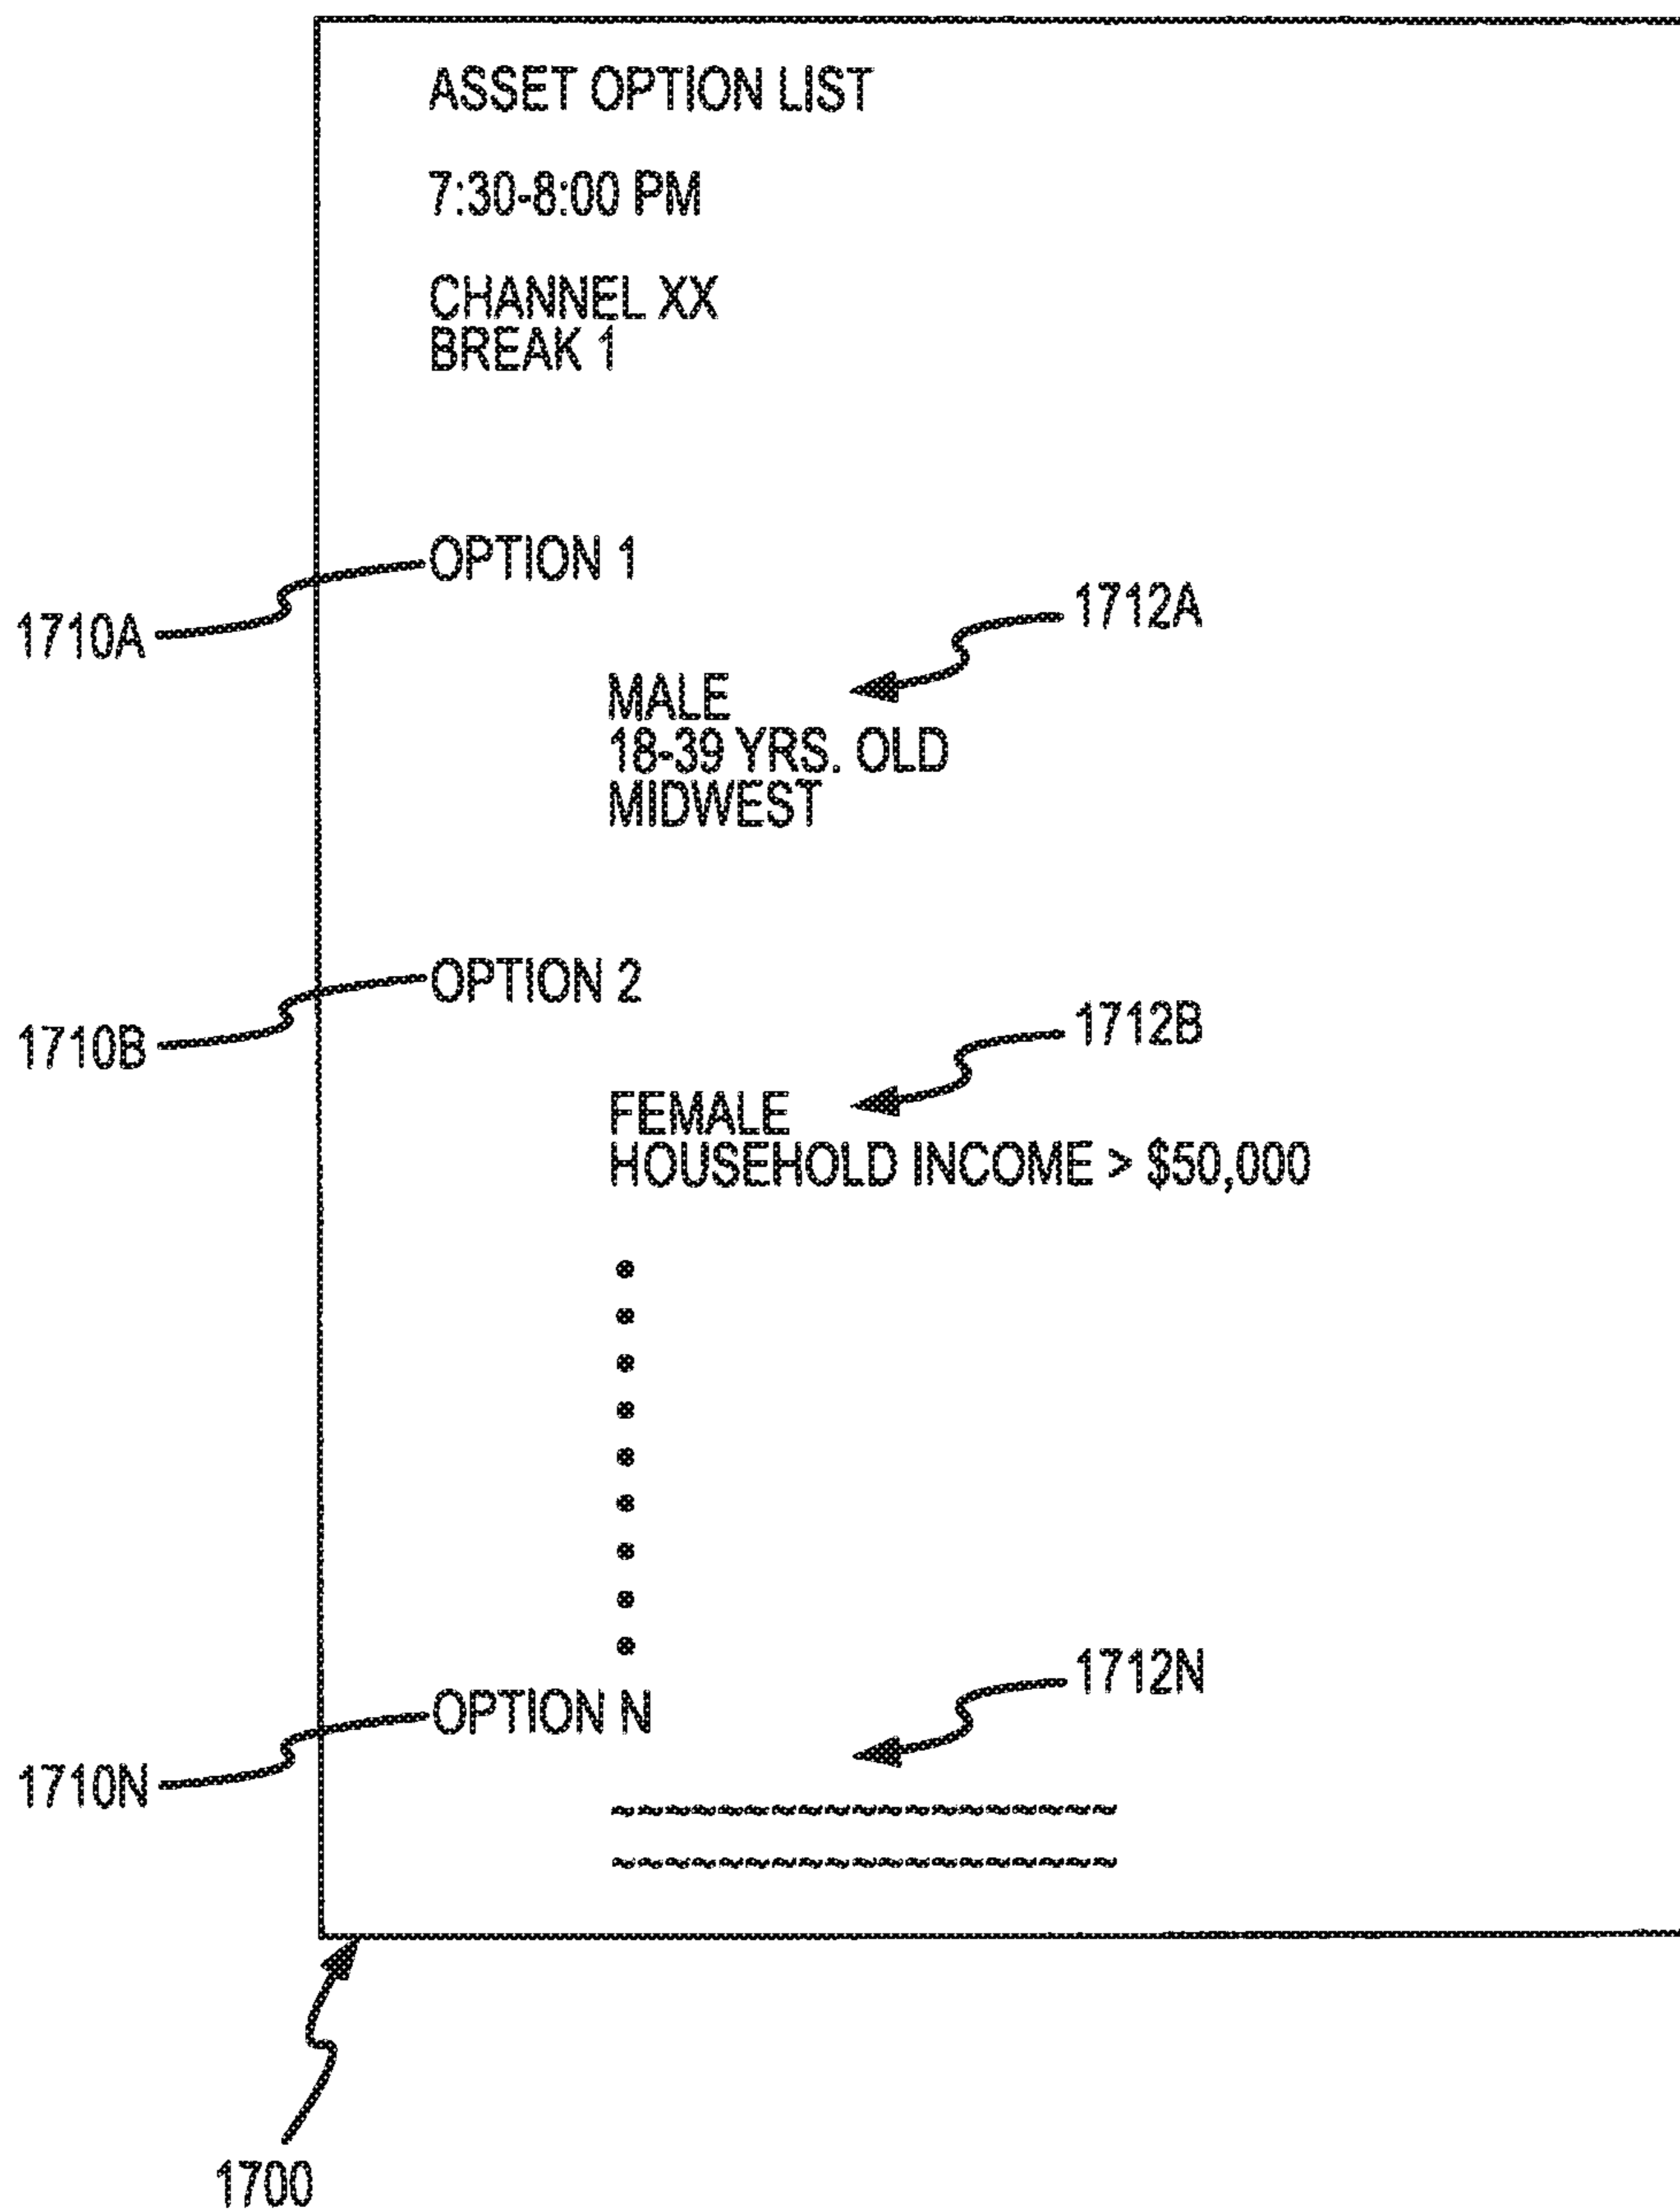 ASSET OPTION LIST
7:30-8:00 PM
CHANNEL XX
BREAK 1
OPTION 1
1710A
1712A
MALE
18-39 YRS. OLD
MIDWEST
OPTION 2
1710B
1712B
FEMALE
HOUSEHOLD INCOME > $50,000
1712N
OPTION N
1710N
1700